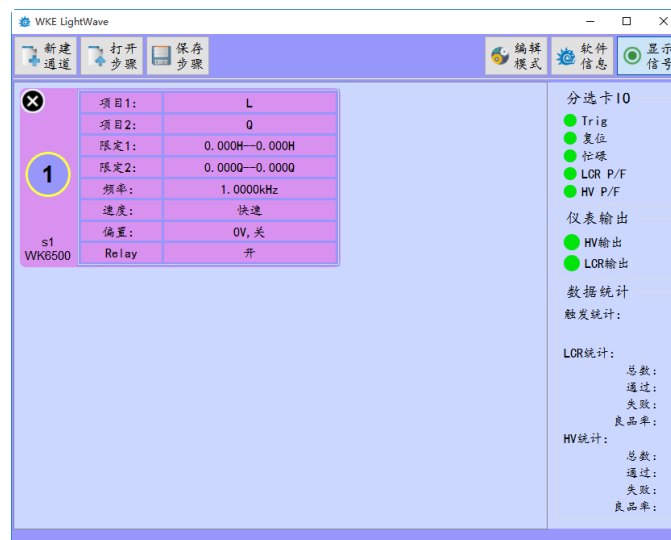 WKE LightWave
新建
通道
打开
步骤
保存
步骤
编辑
模式
软件
信息
显示
信号
1
s1
WK6500
项目1: L
项目2: Q
限定1: 0.000H--0.000H
限定2: 0.000Q--0.000Q
频率: 1.0000kHz
速度: 快速
偏置: 0V,关
Relay 开
分选卡IO
Trig
复位
忙碌
LCR P/F
HV P/F
仪表输出
HV输出
LCR输出
数据统计
触发统计:
LCR统计:
总数:
通过:
失败:
良品率:
HV统计:
总数:
通过:
失败:
良品率: